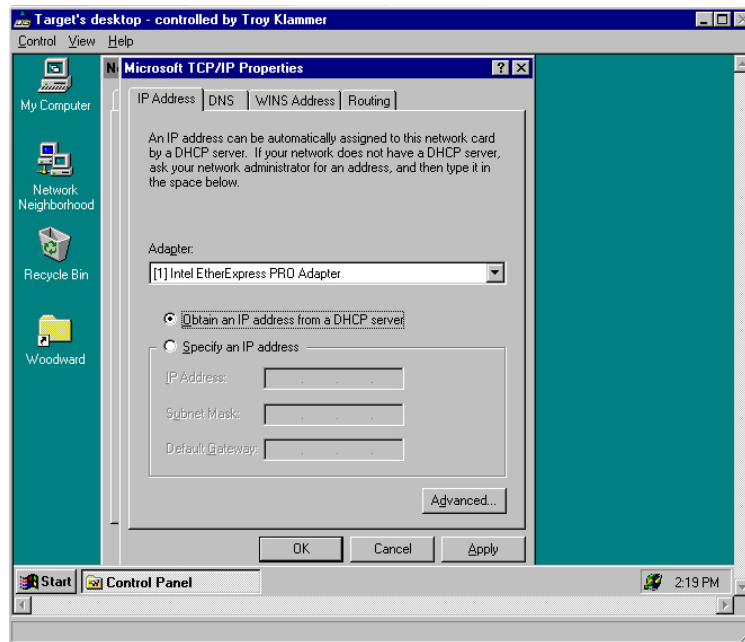 Target's desktop - controlled by Troy Klammer
Control View Help
My Computer
Network
Neighborhood
Recycle Bin
Woodward
Microsoft TCP/IP Properties
IP Address DNS WINS Address Routing
An IP address can be automatically assigned to this network card
by a DHCP server. If your network does not have a DHCP server,
ask your network administrator for an address, and then type it in
the space below.
Adapter:
[1] Intel EtherExpress PRO Adapter
Obtain an IP address from a DHCP server
Specify an IP address
IP Address:
Subnet Mask:
Default Gateway:
Advanced...
OK Cancel Apply
Start Control Panel 2:19 PM